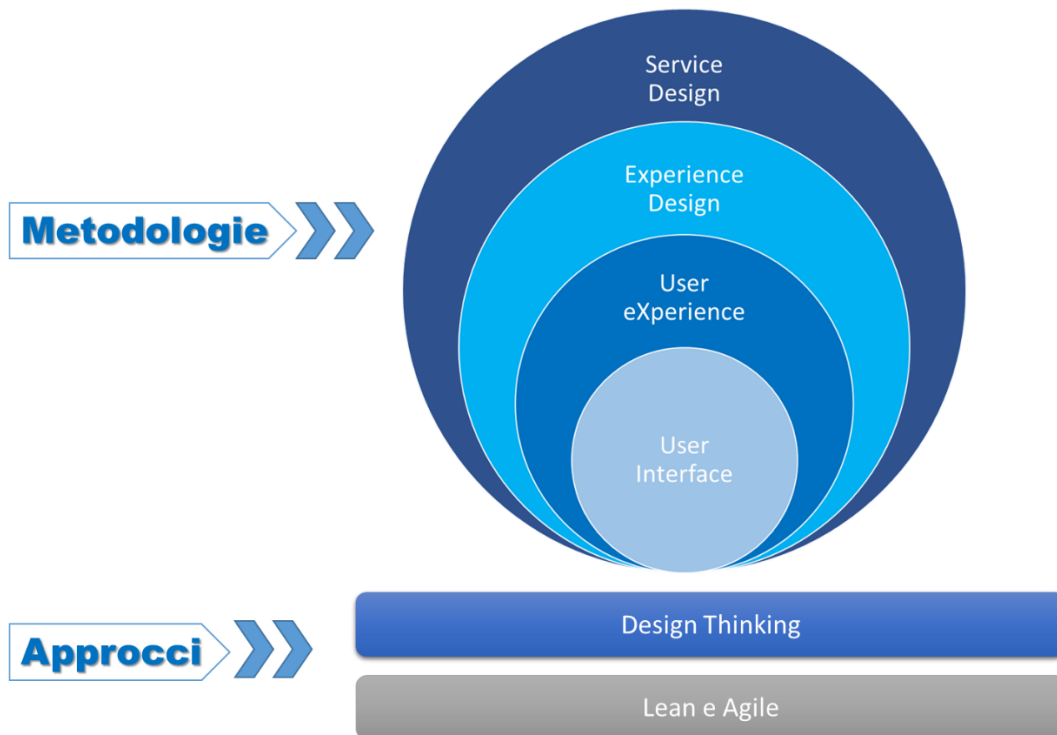 Service
Design
Experience
Design
Metodologie
User
eXperience
User
Interface
Design Thinking
Approcci
Lean e Agile